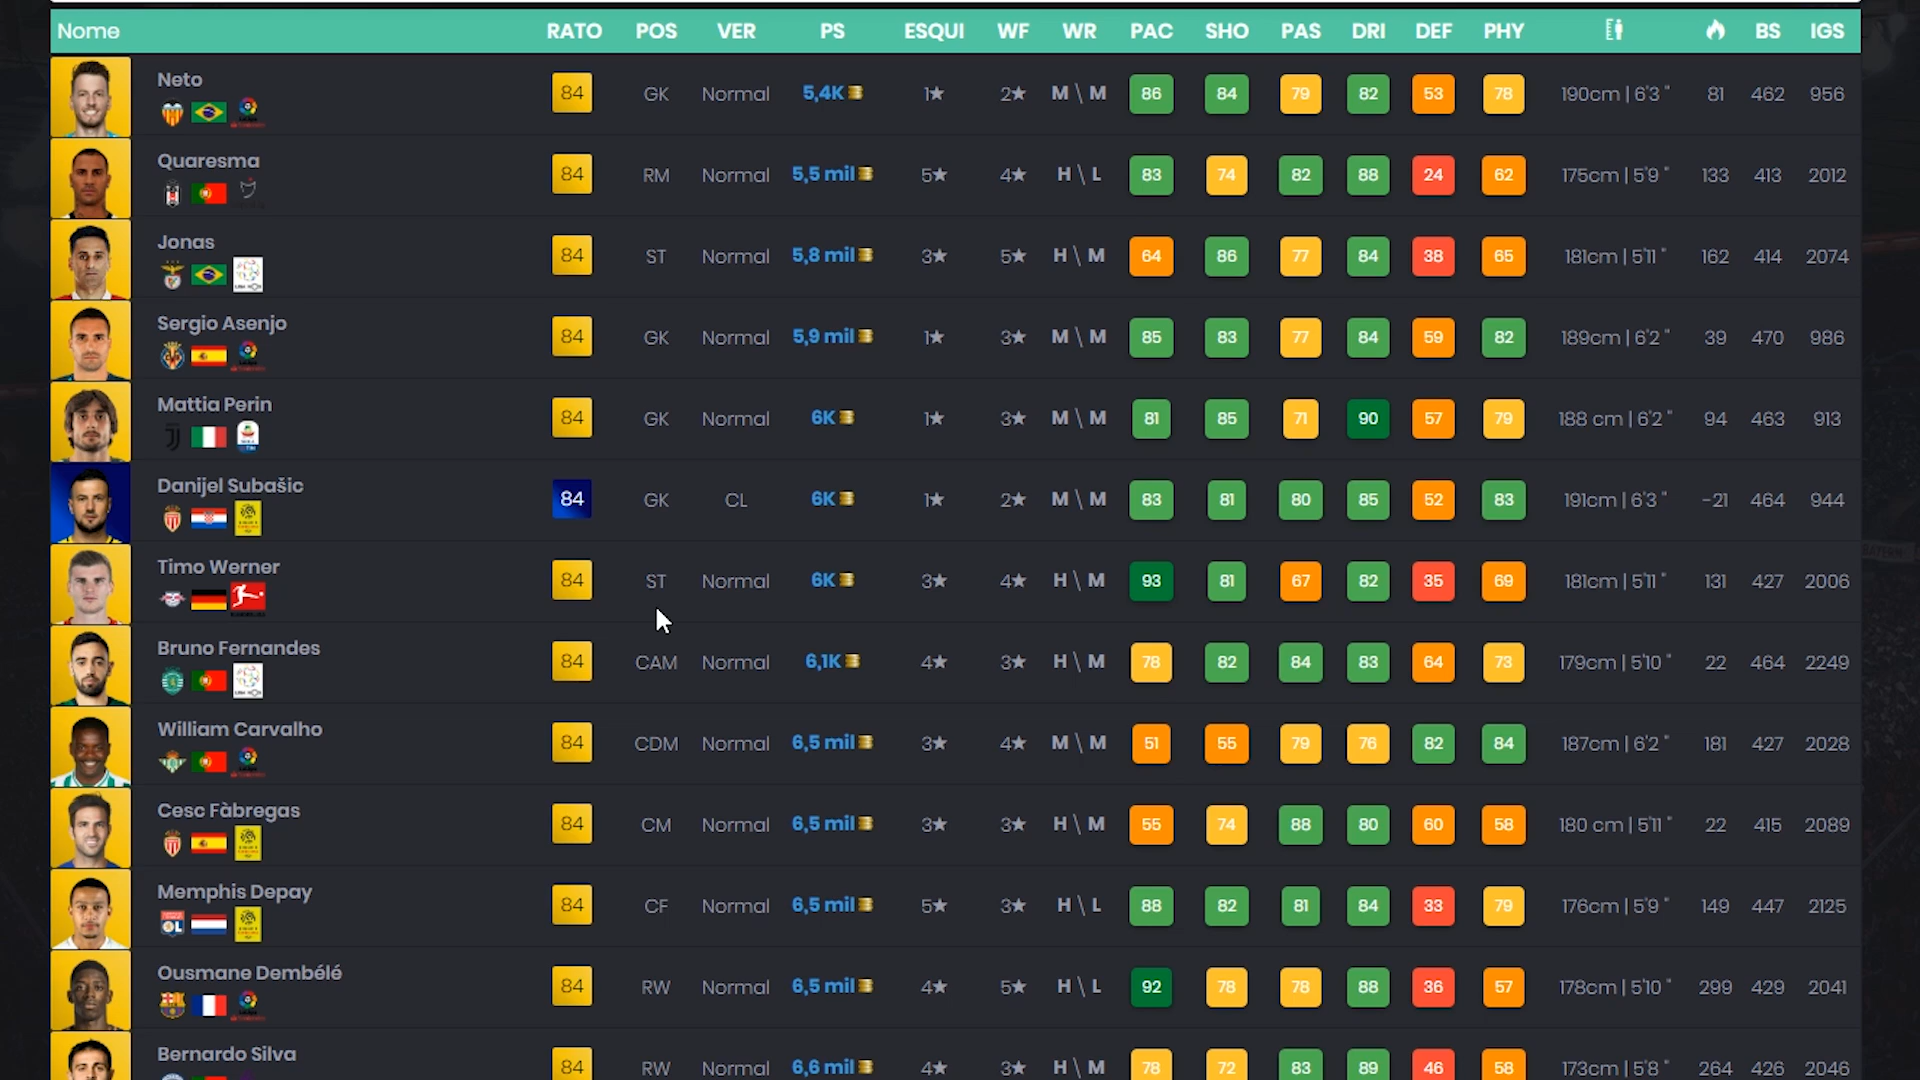 Nome RATO POS VER PS ESQUI WF WR PAC SHO PAS DRI DEF PHY BS IGS
Neto 84 GK Normal 5,4K 1★ 2★ M \ M 86 84 79 82 53 78 190cm | 6'3 " 81 462 956
Quaresma 84 RM Normal 5,5 mil 5★ 4★ H \ L 83 74 82 88 24 62 175cm | 5'9 " 133 413 2012
Jonas 84 ST Normal 5,8 mil 3★ 5★ H \ M 64 86 77 84 38 65 181cm | 5'11 " 162 414 2074
Sergio Asenjo 84 GK Normal 5,9 mil 1★ 3★ M \ M 85 83 77 84 59 82 189cm | 6'2 " 39 470 986
Mattia Perin 84 GK Normal 6K 1★ 3★ M \ M 81 85 71 90 57 79 188 cm | 6'2 " 94 463 913
Danijel Subašic 84 GK CL 6K 1★ 2★ M \ M 83 81 80 85 52 83 191cm | 6'3 " -21 464 944
Timo Werner 84 ST Normal 6K 3★ 4★ H \ M 93 81 67 82 35 69 181cm | 5'11 " 131 427 2006
Bruno Fernandes 84 CAM Normal 6,1K 4★ 3★ H \ M 78 82 84 83 64 73 179cm | 5'10 " 22 464 2249
William Carvalho 84 CDM Normal 6,5 mil 3★ 4★ M \ M 51 55 79 76 82 84 187cm | 6'2 " 181 427 2028
Cesc Fàbregas 84 CM Normal 6,5 mil 3★ 3★ H \ M 55 74 88 80 60 58 180 cm | 5'11 " 22 415 2089
Memphis Depay 84 CF Normal 6,5 mil 5★ 3★ H \ L 88 82 81 84 33 79 176cm | 5'9 " 149 447 2125
Ousmane Dembélé 84 RW Normal 6,5 mil 4★ 5★ H \ L 92 78 78 88 36 57 178cm | 5'10 " 299 429 2041
Bernardo Silva 84 RW Normal 6,6 mil 4★ 3★ H \ M 78 72 83 89 46 58 173cm | 5'8 " 264 426 2046